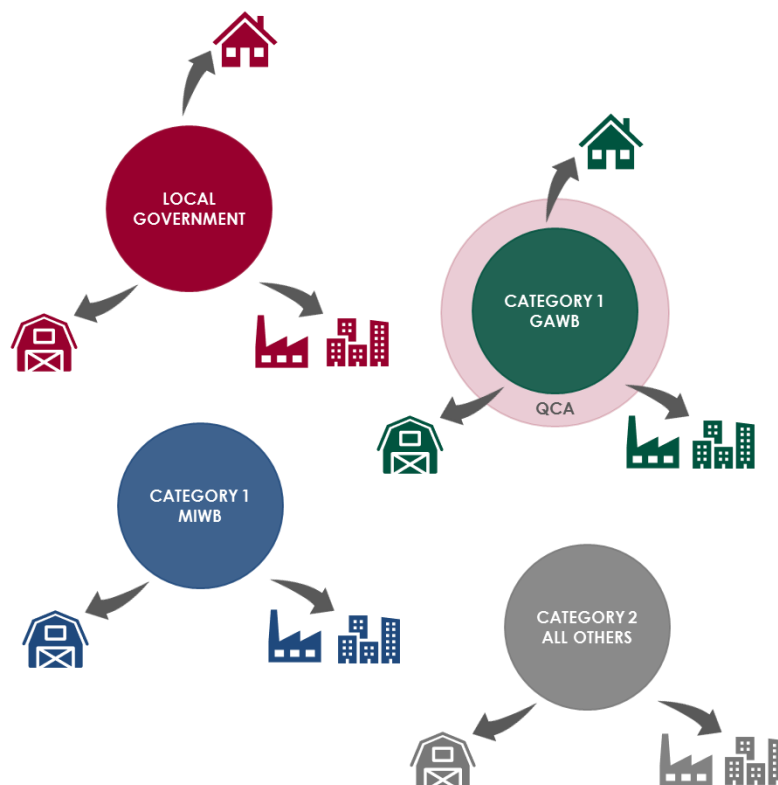 LOCAL
GOVERNMENT
CATEGORY 1
GAWB
QCA
CATEGORY 1
MIWB
CATEGORY 2
ALL OTHERS